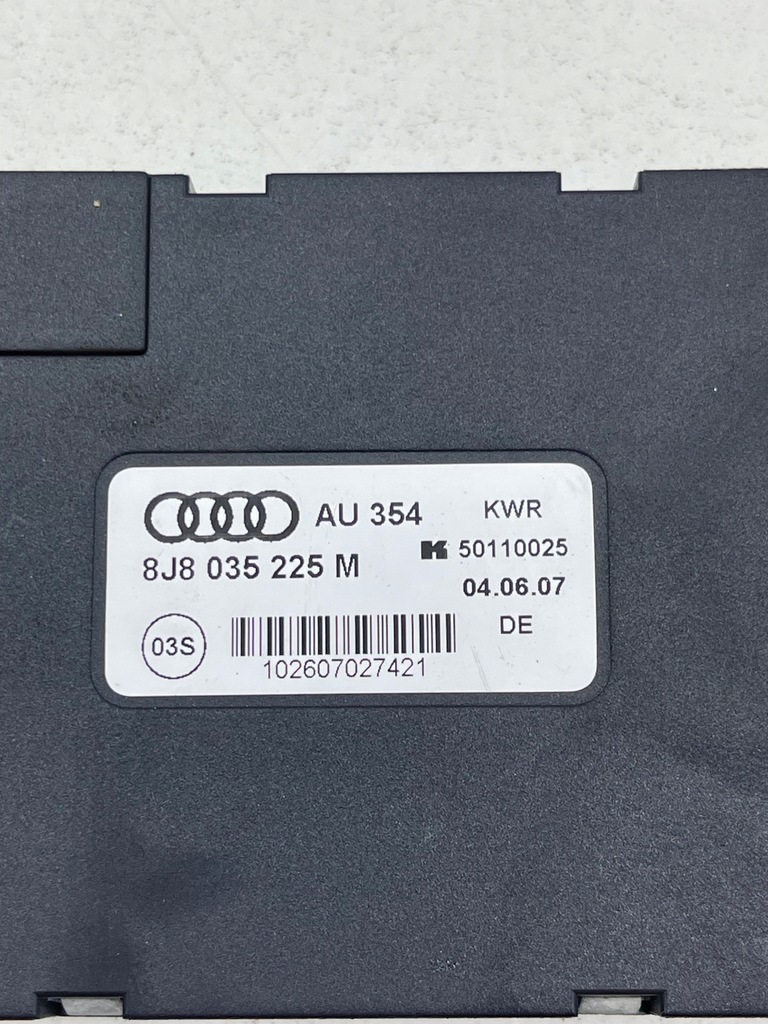 AU 354 KWR
8J8 035 225 M K 50110025
04.06.07
03S DE
102607027421